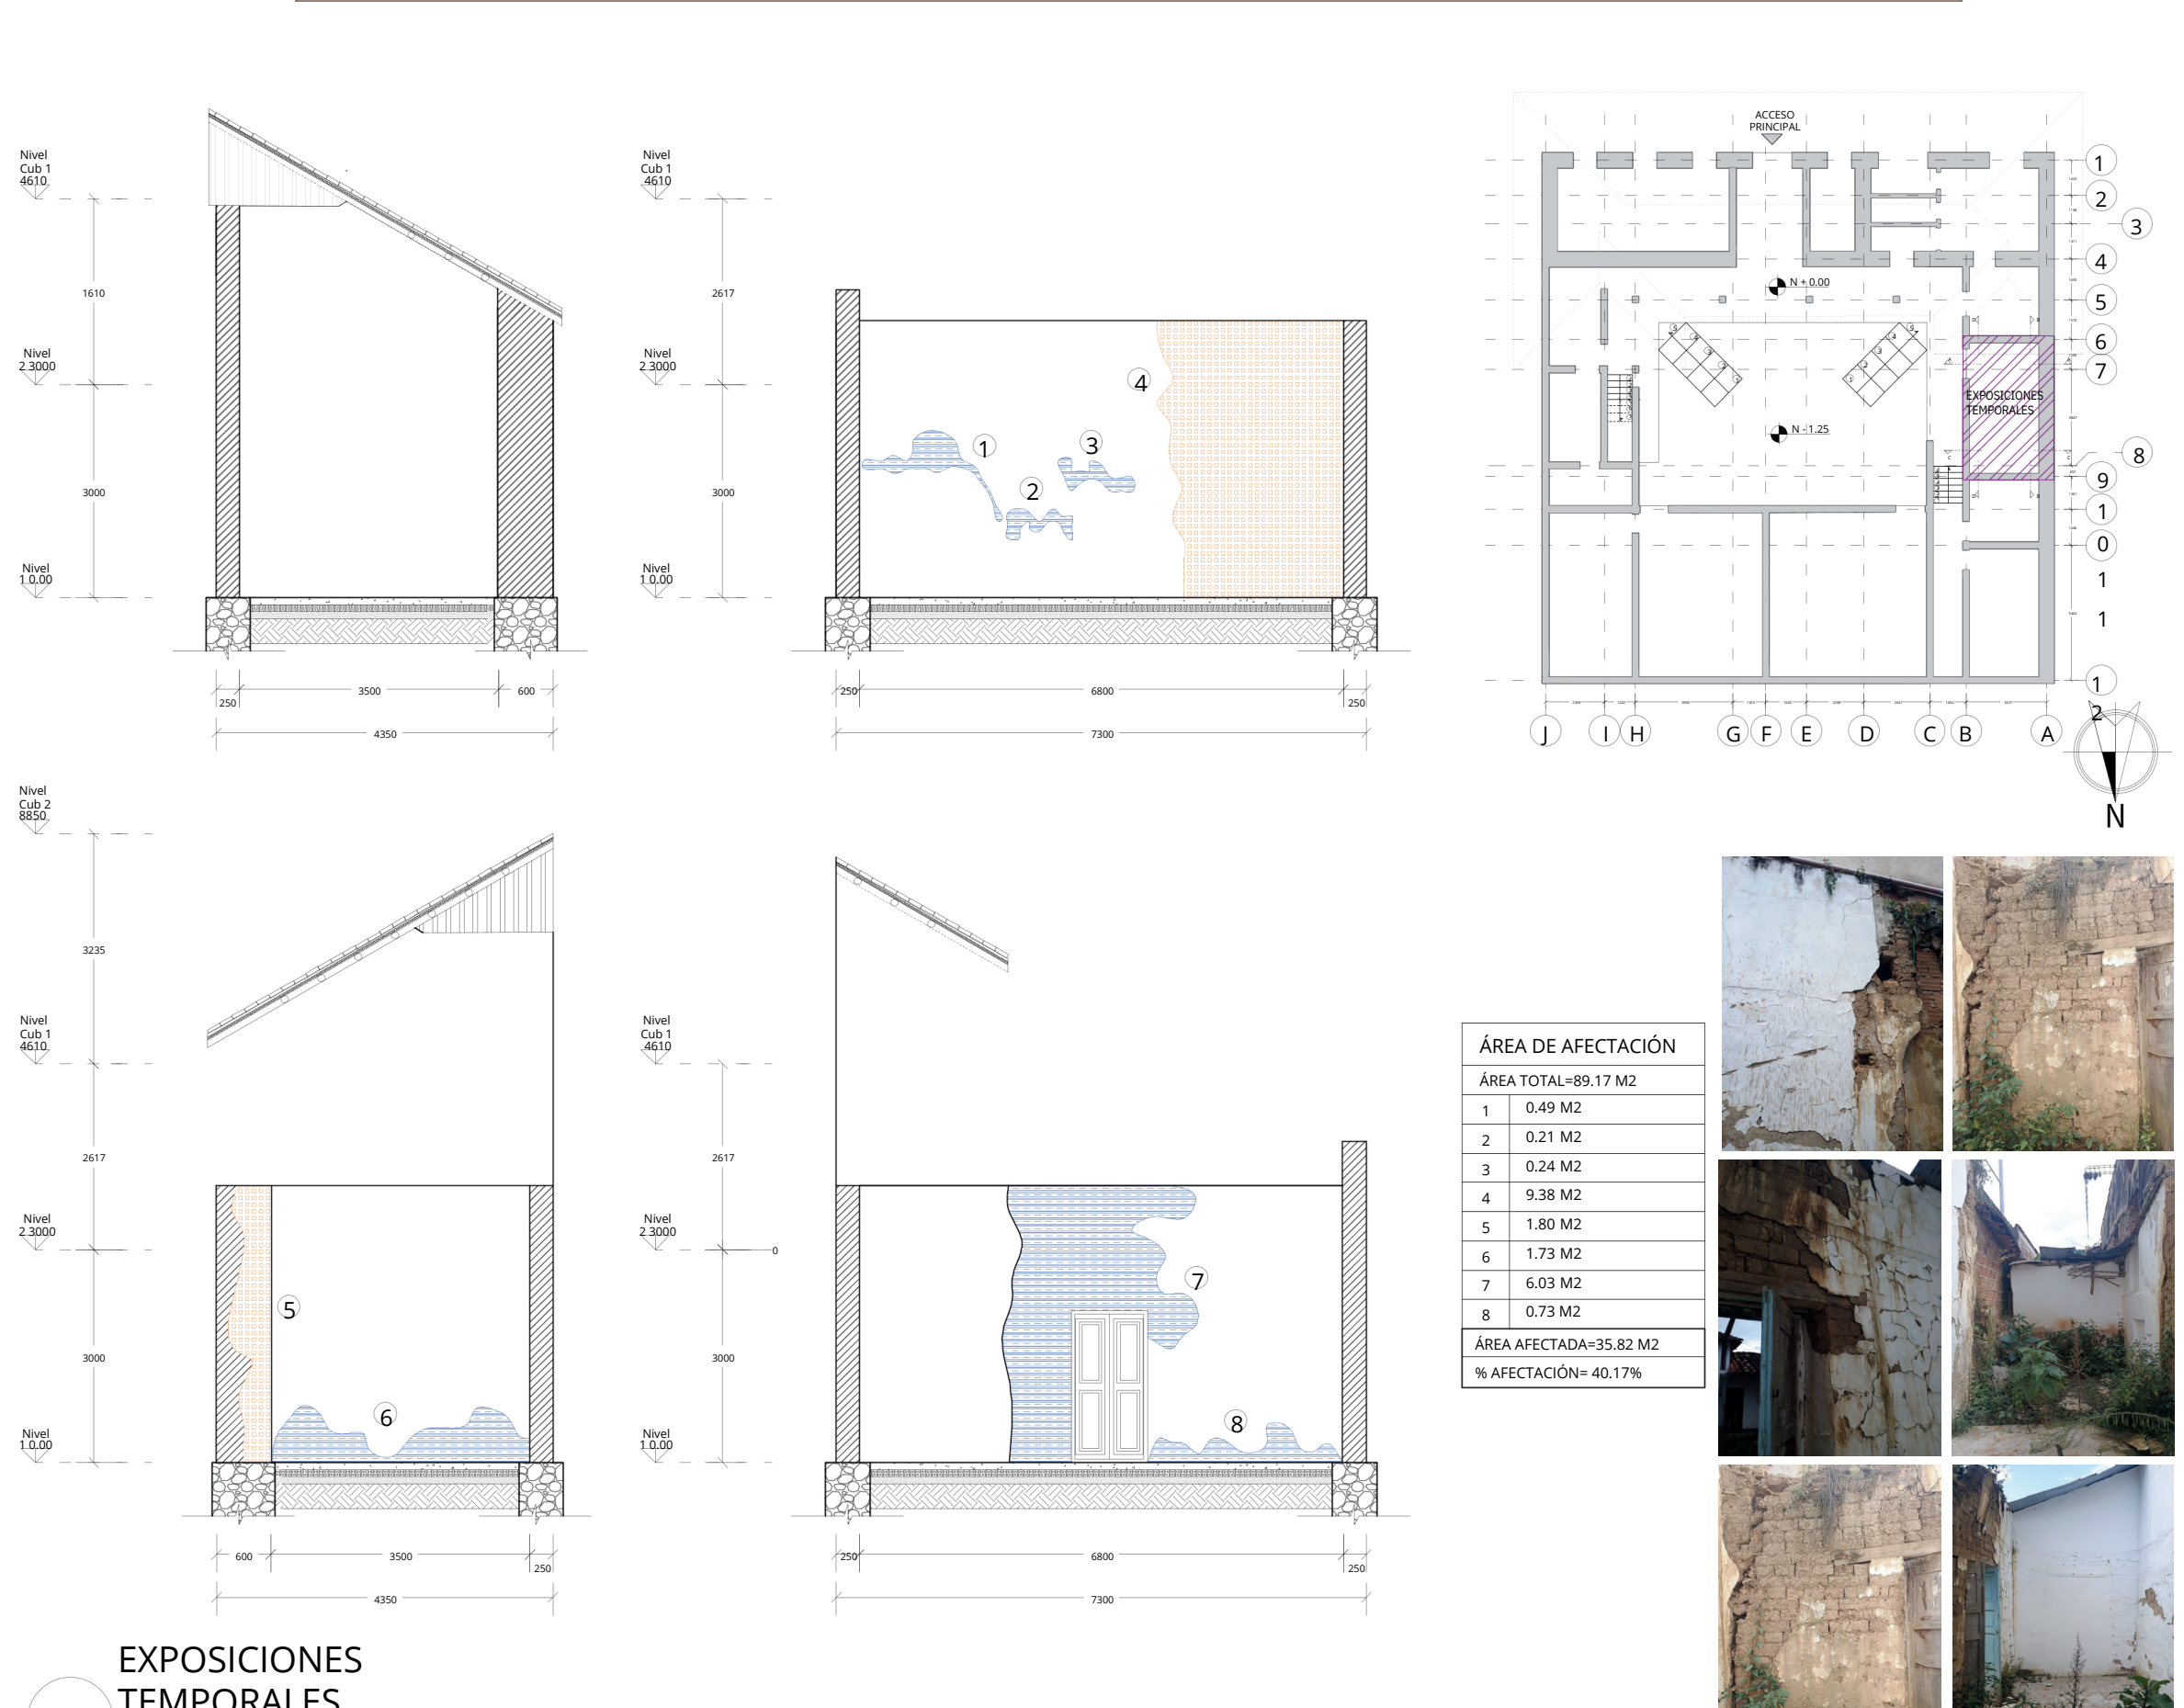 Nivel
Cub 1
4610
1610
Nivel
2.3000
3000
Nivel
1 0.00
250
3500
600
4350
Nivel
Cub 1
4610
2617
Nivel
2.3000
3000
Nivel
1 0.00
1
2
3
4
250
6800
250
7300
ACCESO
PRINCIPAL
N + 0.00
N - 1.25
EXPOSICIONES
TEMPORALES
1
2
3
4
5
6
7
8
9
1
0
1
1
1
2
J
I
H
G
F
E
D
C
B
A
N
Nivel
Cub 2
8850
3235
Nivel
Cub 1
4610
2617
Nivel
2.3000
3000
Nivel
1 0.00
5
6
600
3500
250
4350
Nivel
Cub 1
4610
2617
Nivel
2.3000
0
3000
Nivel
1 0.00
7
8
250
6800
250
7300
ÁREA DE AFECTACIÓN
ÁREA TOTAL=89.17 M2
1 0.49 M2
2 0.21 M2
3 0.24 M2
4 9.38 M2
5 1.80 M2
6 1.73 M2
7 6.03 M2
8 0.73 M2
ÁREA AFECTADA=35.82 M2
% AFECTACIÓN= 40.17%
EXPOSICIONES
TEMPORALES